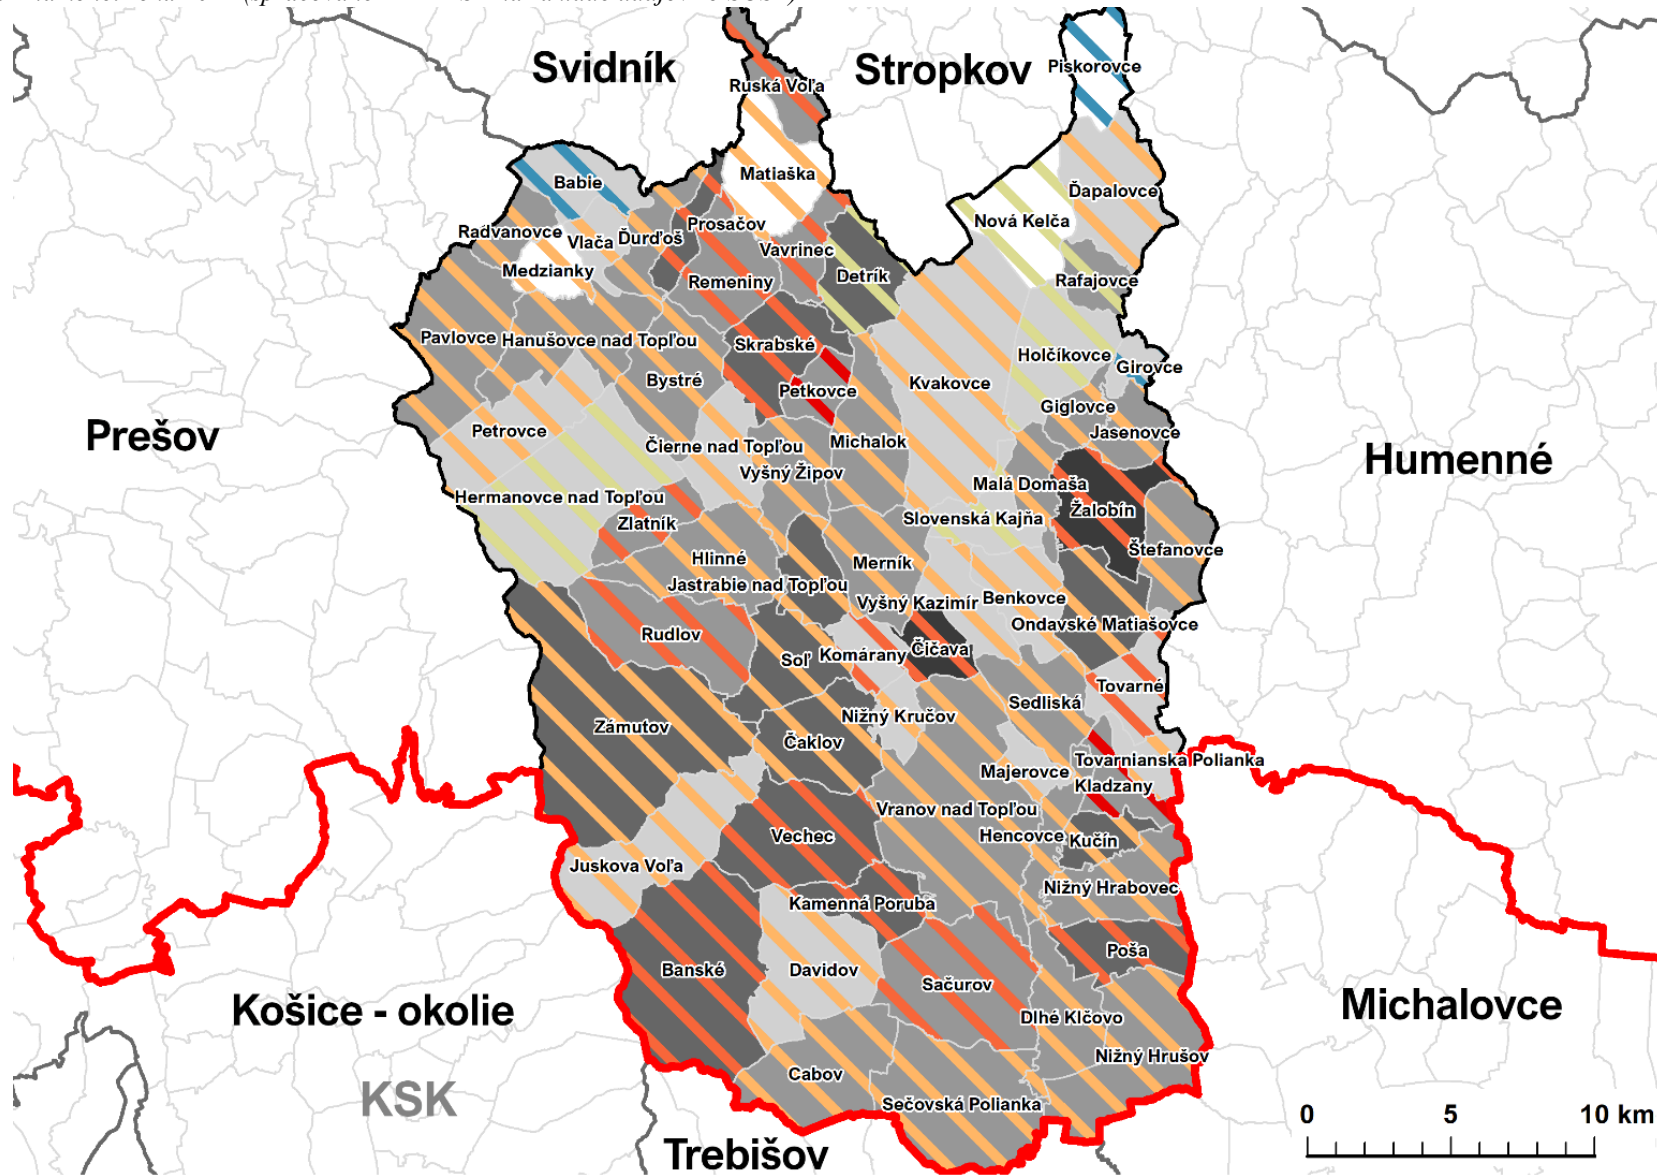 Svidník
Stropkov
Piskorovce
Ruská Voľa
Matiaška
Babie
Ďapalovce
Nová Kelča
Radvanovce
Vlača
Ďurďoš
Prosačov
Vavrinec
Medzianky
Remeniny
Detrík
Rafajovce
Pavlovce
Hanušovce nad Topľou
Skrabské
Holčíkovce
Girovce
Bystré
Petkovce
Kvakovce
Giglovce
Prešov
Petrovce
Čierne nad Topľou
Michalok
Jasenovce
Humenné
Vyšný Žipov
Malá Domaša
Hermanovce nad Topľou
Zlatník
Slovenská Kajňa
Žalobín
Štefanovce
Hlinné
Merník
Jastrabie nad Topľou
Vyšný Kazimír
Benkovce
Ondavské Matiašovce
Rudlov
Soľ
Komárany
Čičava
Tovarné
Sedliská
Nižný Kručov
Zámutov
Čaklov
Majerovce
Tovarnianska Polianka
Kladzany
Vranov nad Topľou
Vechec
Hencovce
Kučín
Juskova Voľa
Nižný Hrabovec
Kamenná Poruba
Poša
Banské
Davidov
Sačurov
Košice - okolie
Michalovce
Dlhé Klčovo
Nižný Hrušov
Cabov
KSK
Sečovská Polianka
0 5 10 km
Trebišov